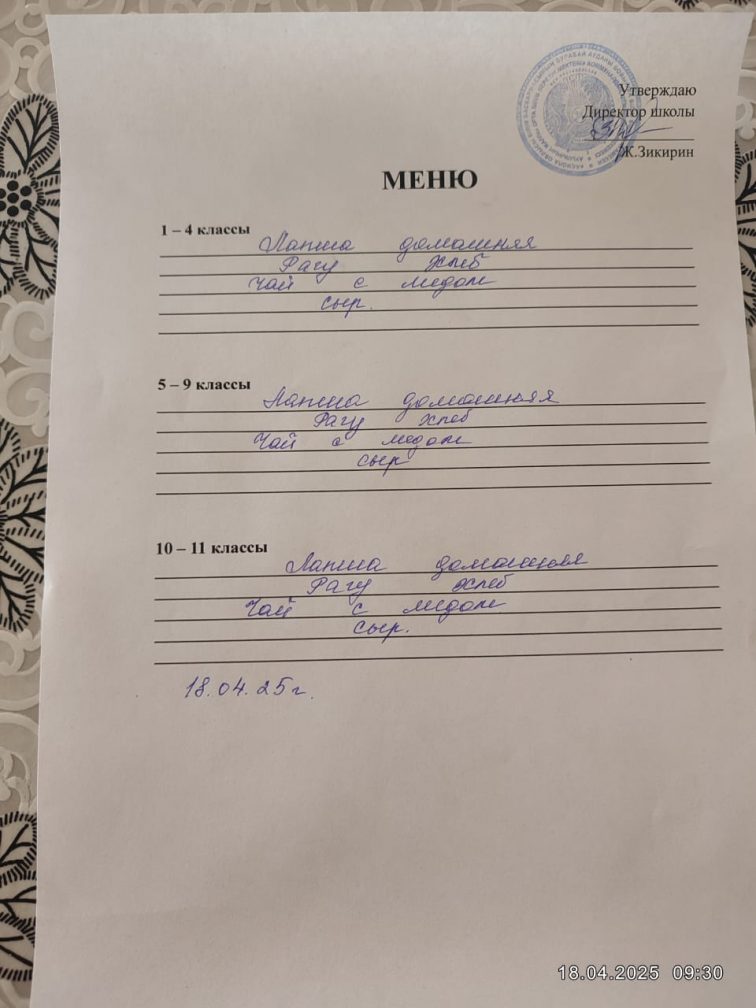 Утверждаю
Директор школы
Ж.Зикирин
МЕНЮ
1 – 4 классы
Лапша домашняя
Рагу хлеб
Чай с медом
сыр.
5 – 9 классы
Лапша домашняя
Рагу хлеб
Чай с медом
сыр
10 – 11 классы
Лапша домашняя
Рагу хлеб
Чай с медом
сыр.
18.04.25г.
18.04.2025 09:30